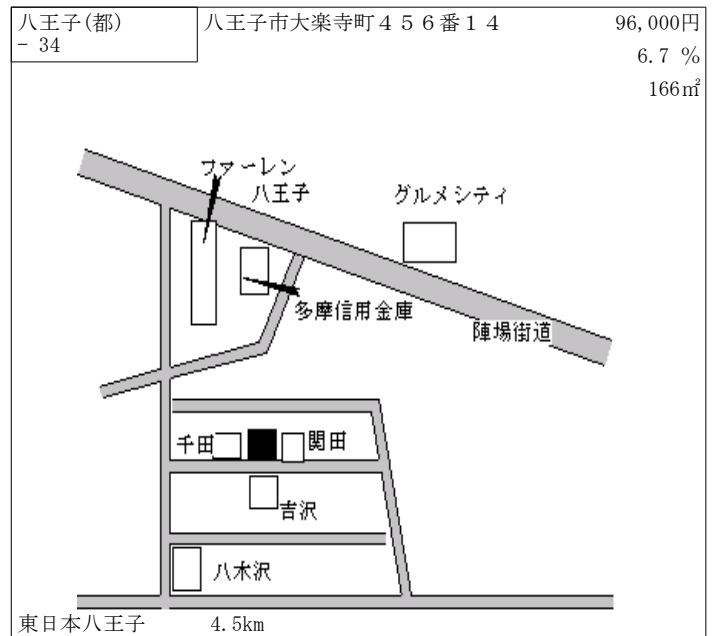 八王子(都)
- 34
八王子市大楽寺町４５６番１４
96,000円
6.7 %
166㎡
ファーレン
八王子
グルメシティ
多摩信用金庫
陣場街道
千田
関田
吉沢
八木沢
東日本八王子 4.5km